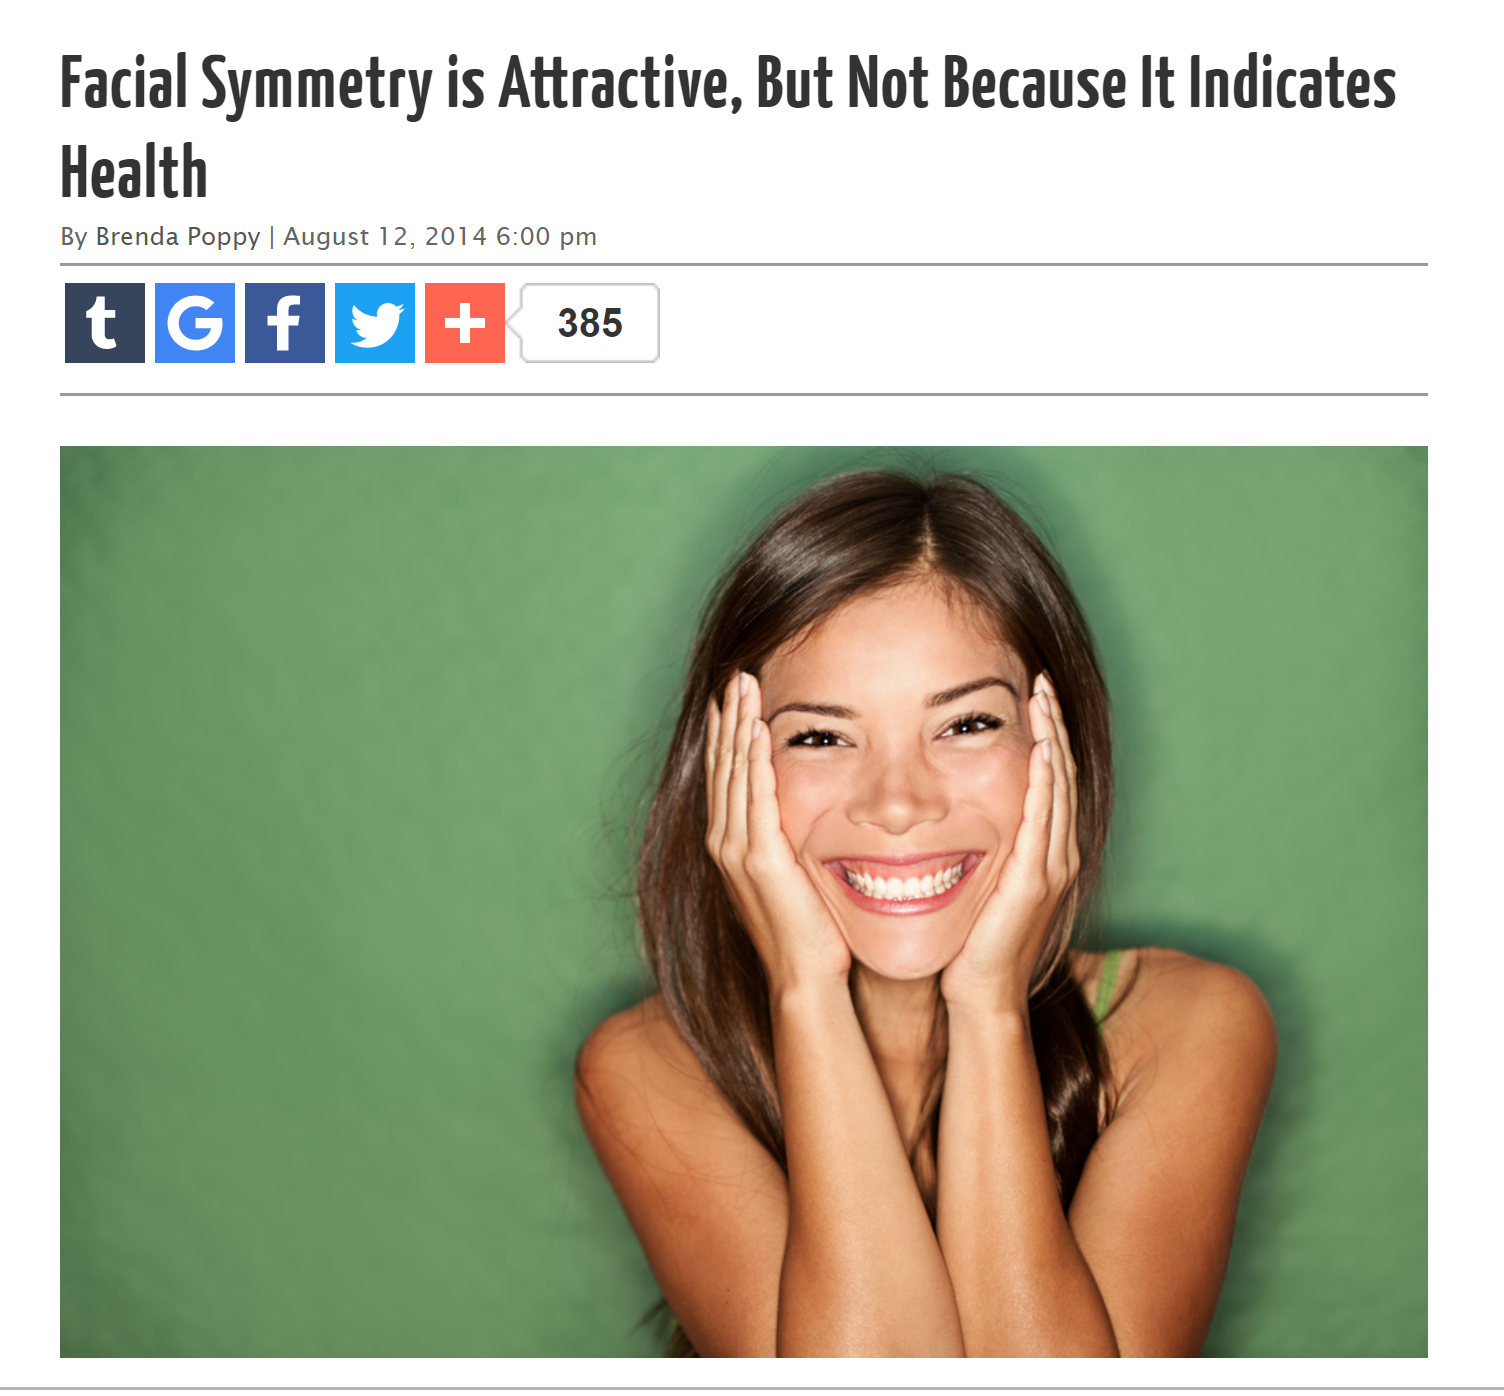 Facial Symmetry is Attractive, But Not Because It Indicates
Health
By Brenda Poppy | August 12, 2014 6:00 pm
385